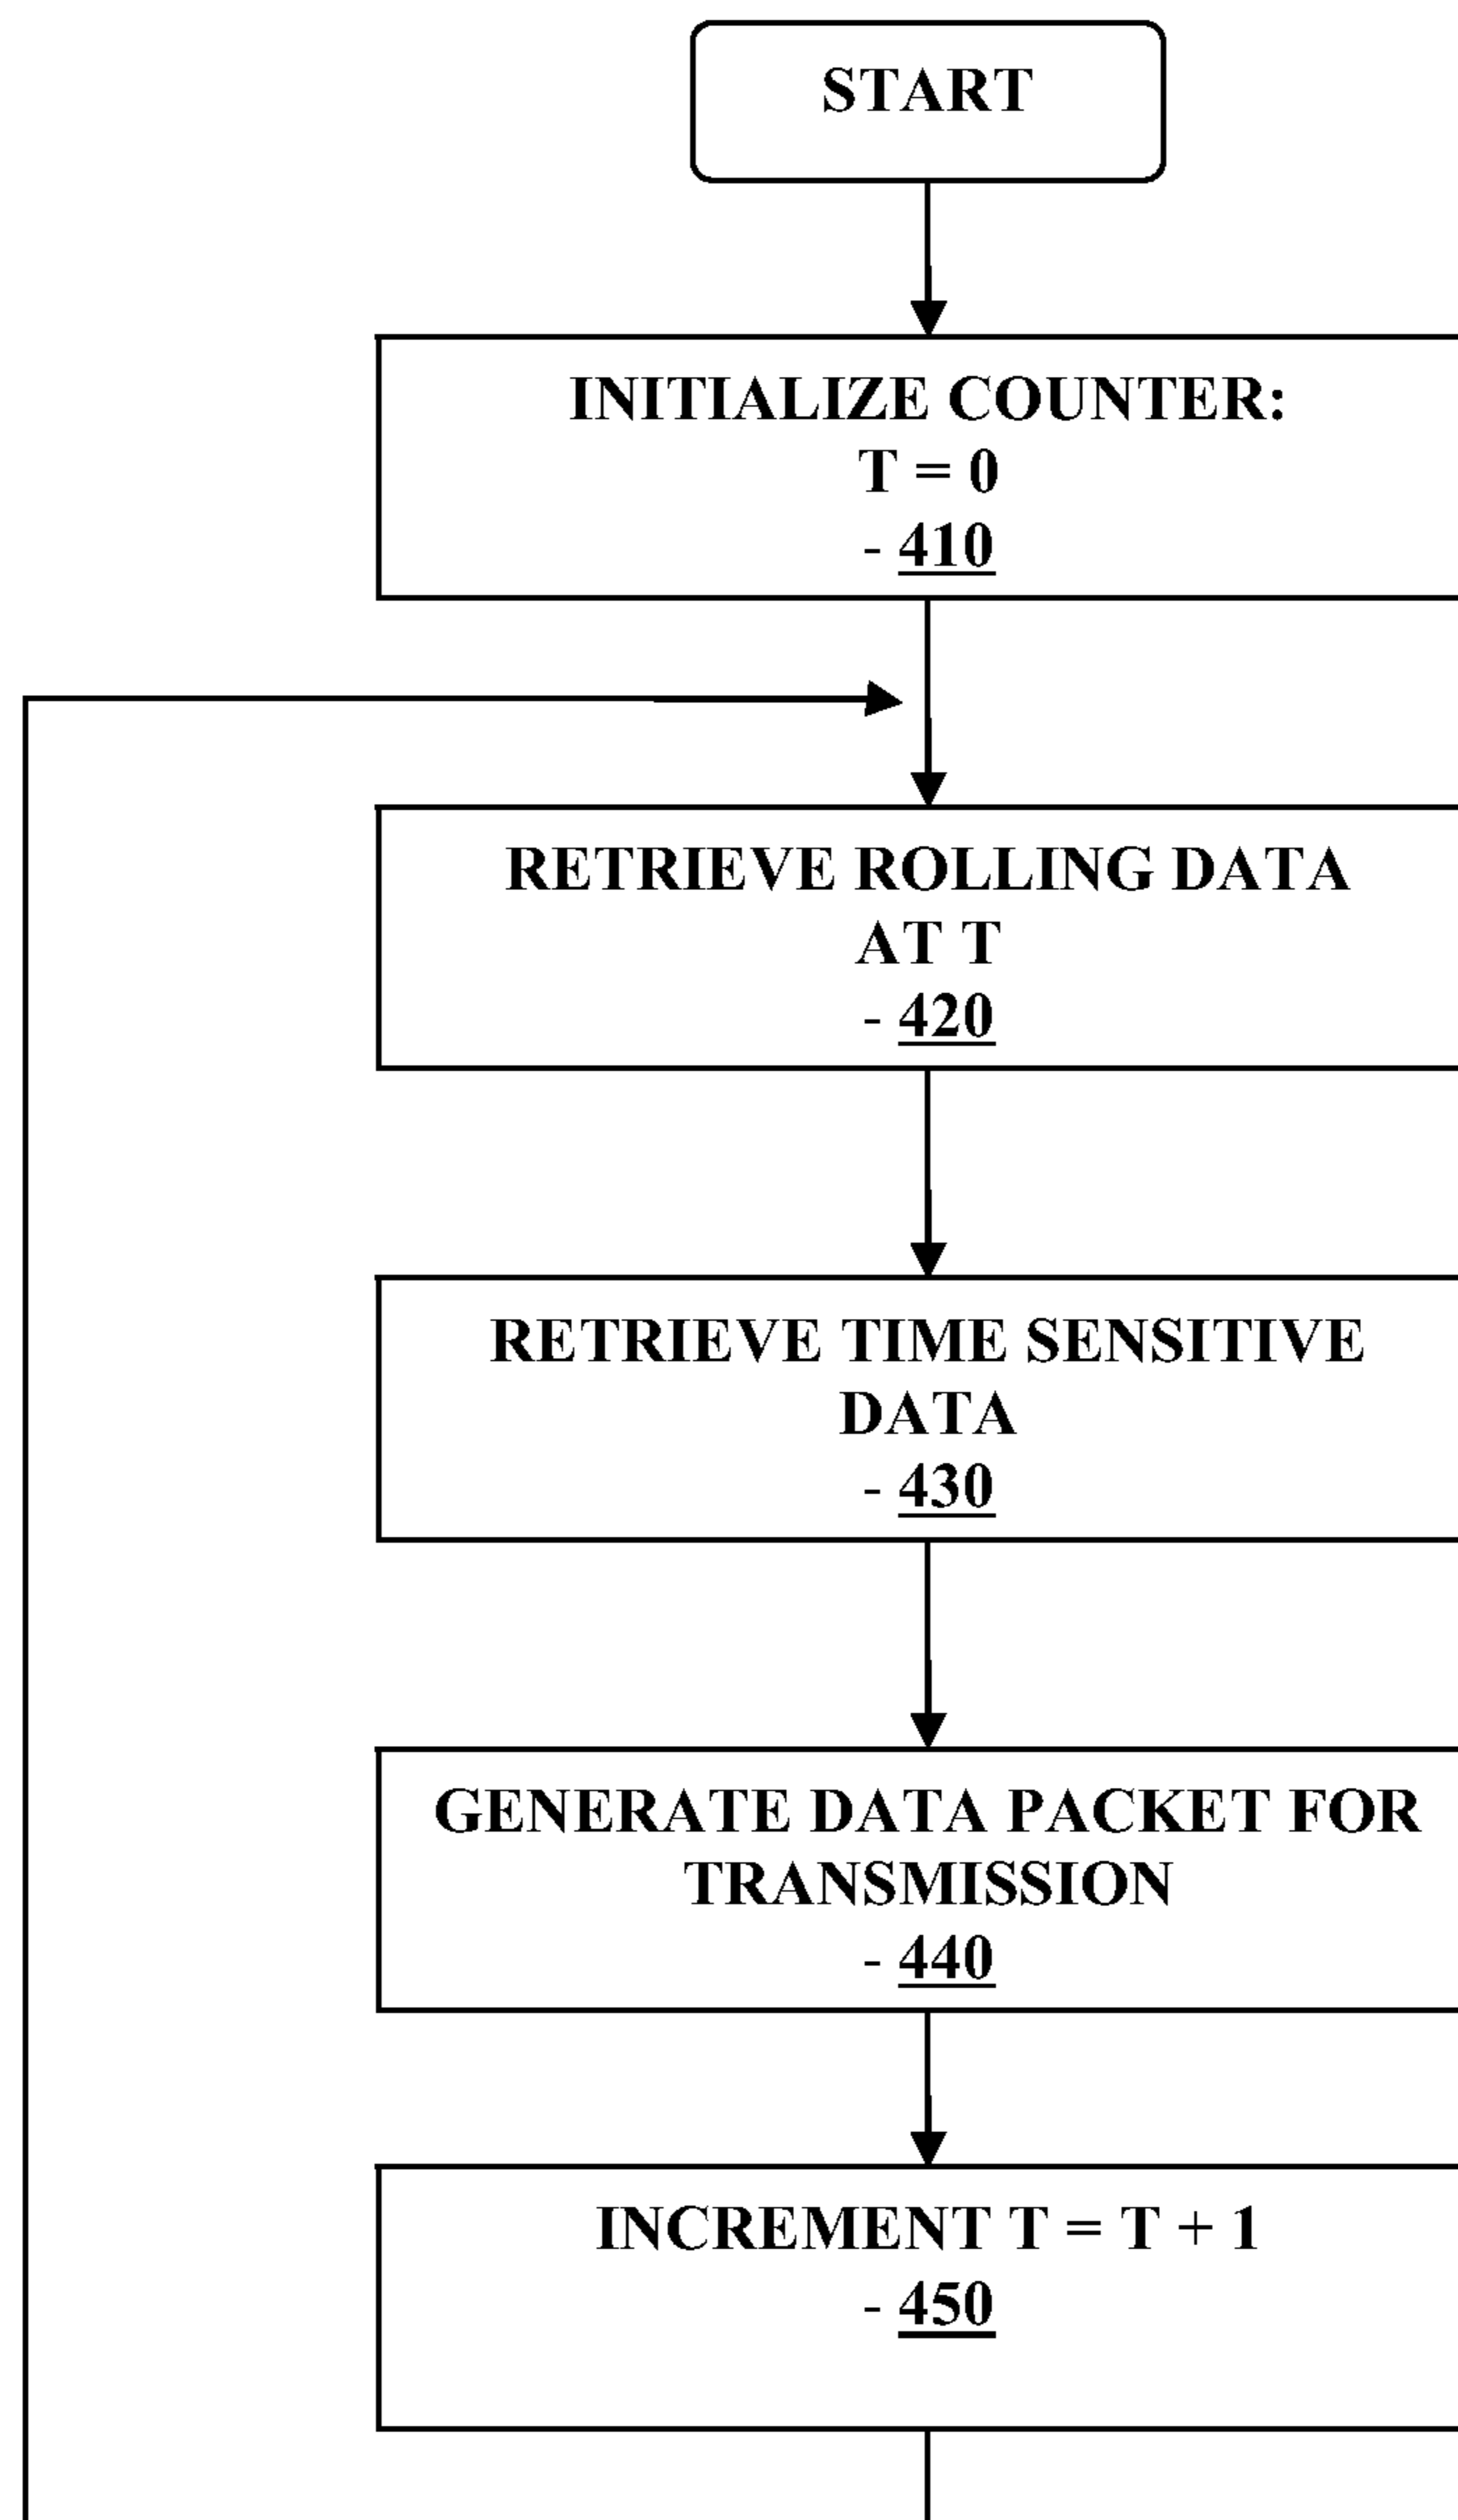 START
INITIALIZE COUNTER:
T = 0
- 410
RETRIEVE ROLLING DATA
AT T
- 420
RETRIEVE TIME SENSITIVE
DATA
- 430
GENERATE DATA PACKET FOR
TRANSMISSION
- 440
INCREMENT T = T + 1
- 450